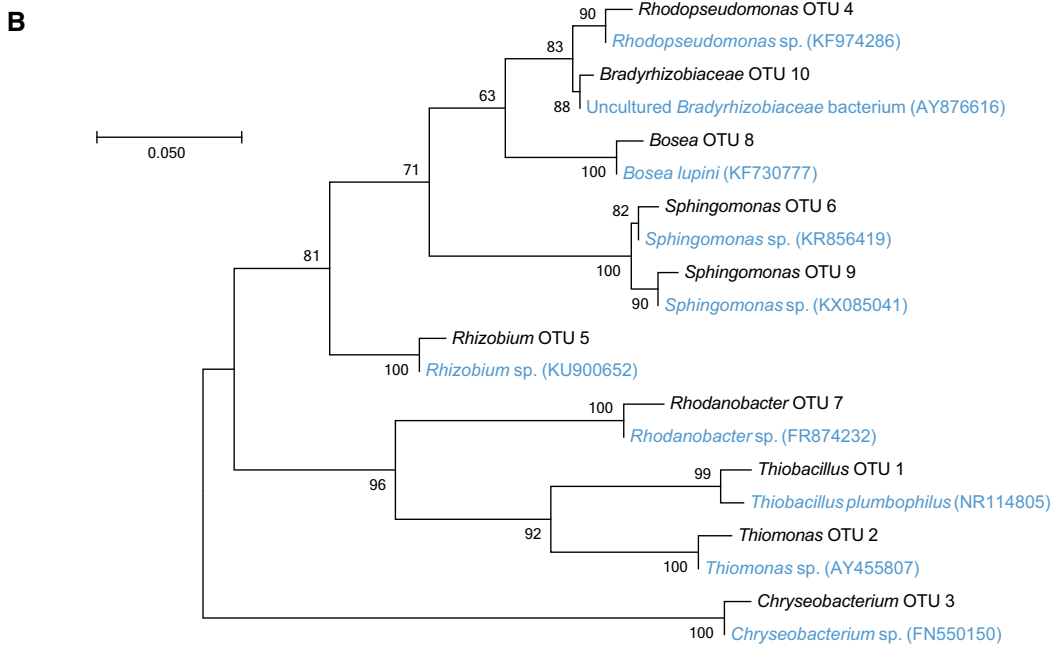 B
90
Rhodopseudomonas OTU 4
Rhodopseudomonas sp. (KF974286)
83
Bradyrhizobiaceae OTU 10
88
Uncultured Bradyrhizobiaceae bacterium (AY876616)
63
Bosea OTU 8
100
Bosea lupini (KF730777)
0.050
71
82
Sphingomonas OTU 6
Sphingomonas sp. (KR856419)
100
Sphingomonas OTU 9
90
Sphingomonas sp. (KX085041)
81
Rhizobium OTU 5
100
Rhizobium sp. (KU900652)
100
Rhodanobacter OTU 7
Rhodanobacter sp. (FR874232)
96
99
Thiobacillus OTU 1
Thiobacillus plumbophilus (NR114805)
92
Thiomonas OTU 2
100
Thiomonas sp. (AY455807)
Chryseobacterium OTU 3
100
Chryseobacterium sp. (FN550150)